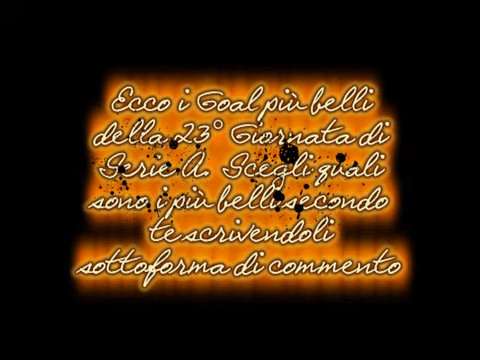 Ecco i Goal più belli
della 23° Giornata di
Serie A. Scegli quali
sono i più belli secondo
te scrivendoli
sottoforma di commento